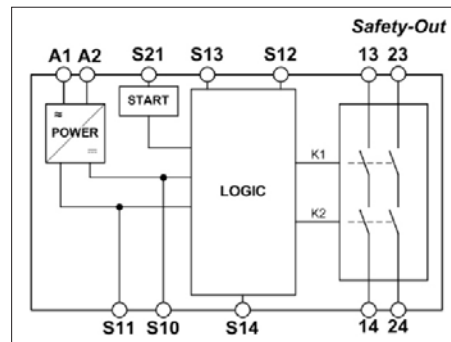 Safety-Out
A1 A2 S21 S13 S12 13 23
START
≂
POWER
LOGIC
K1
K2
S11 S10 S14 14 24